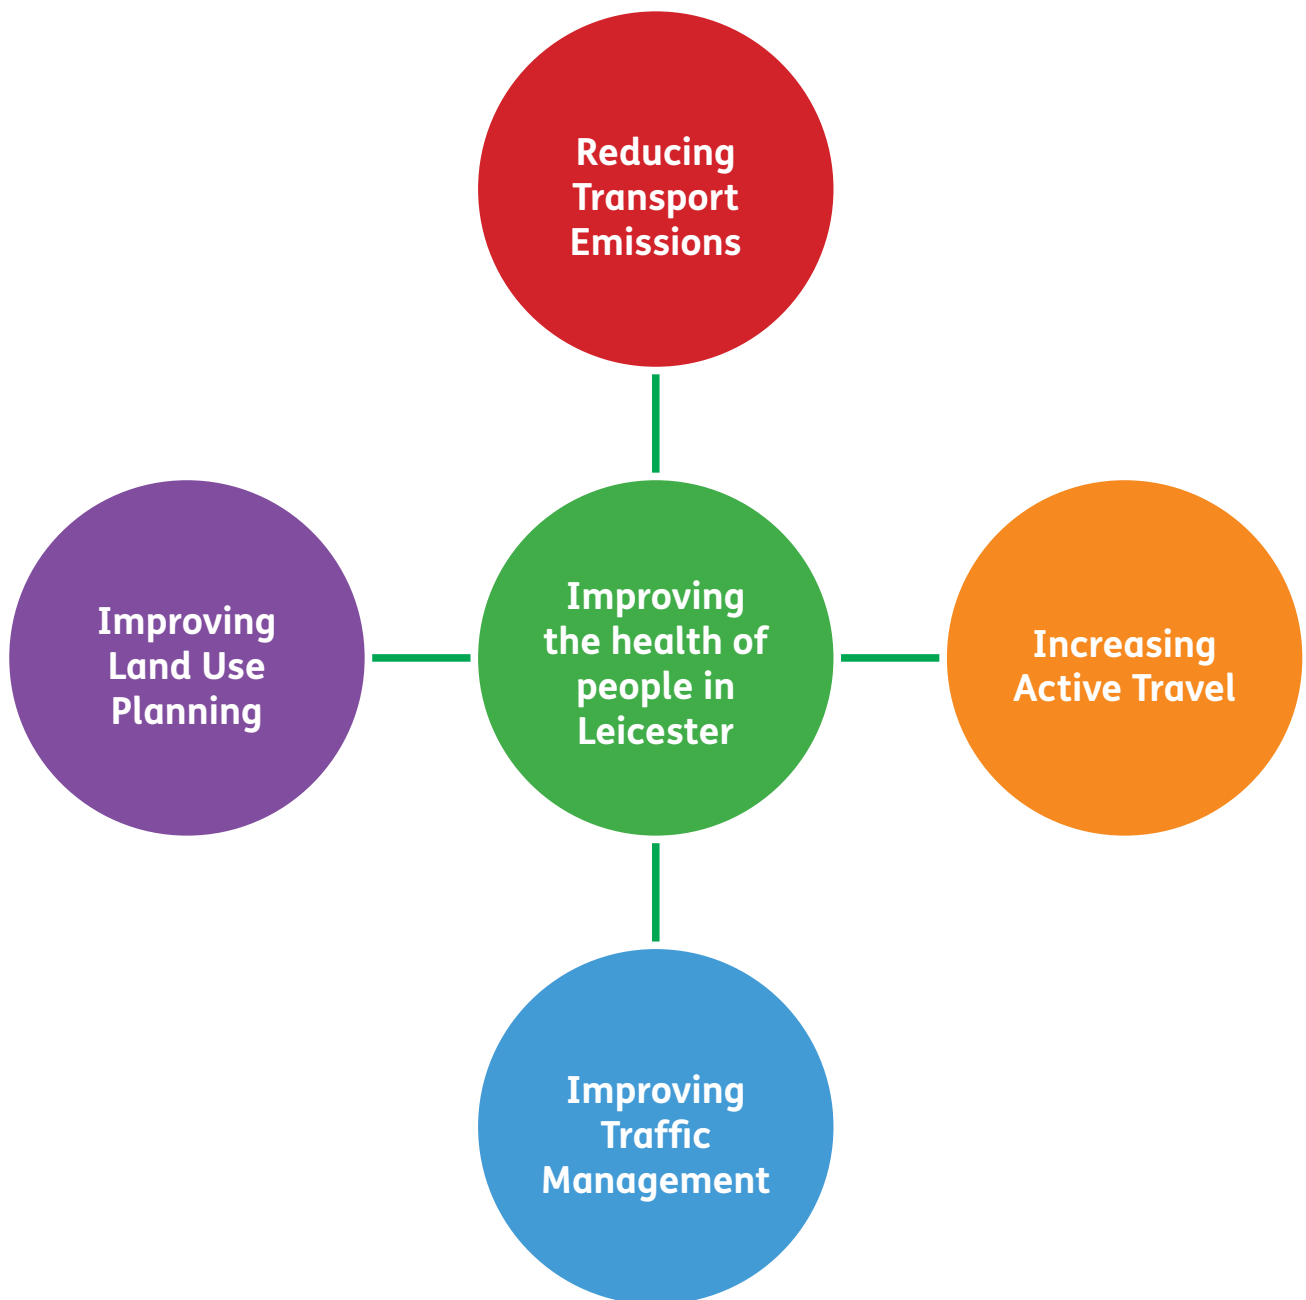 Reducing
Transport
Emissions
Improving
Land Use
Planning
Improving
the health of
people in
Leicester
Increasing
Active Travel
Improving
Traffic
Management